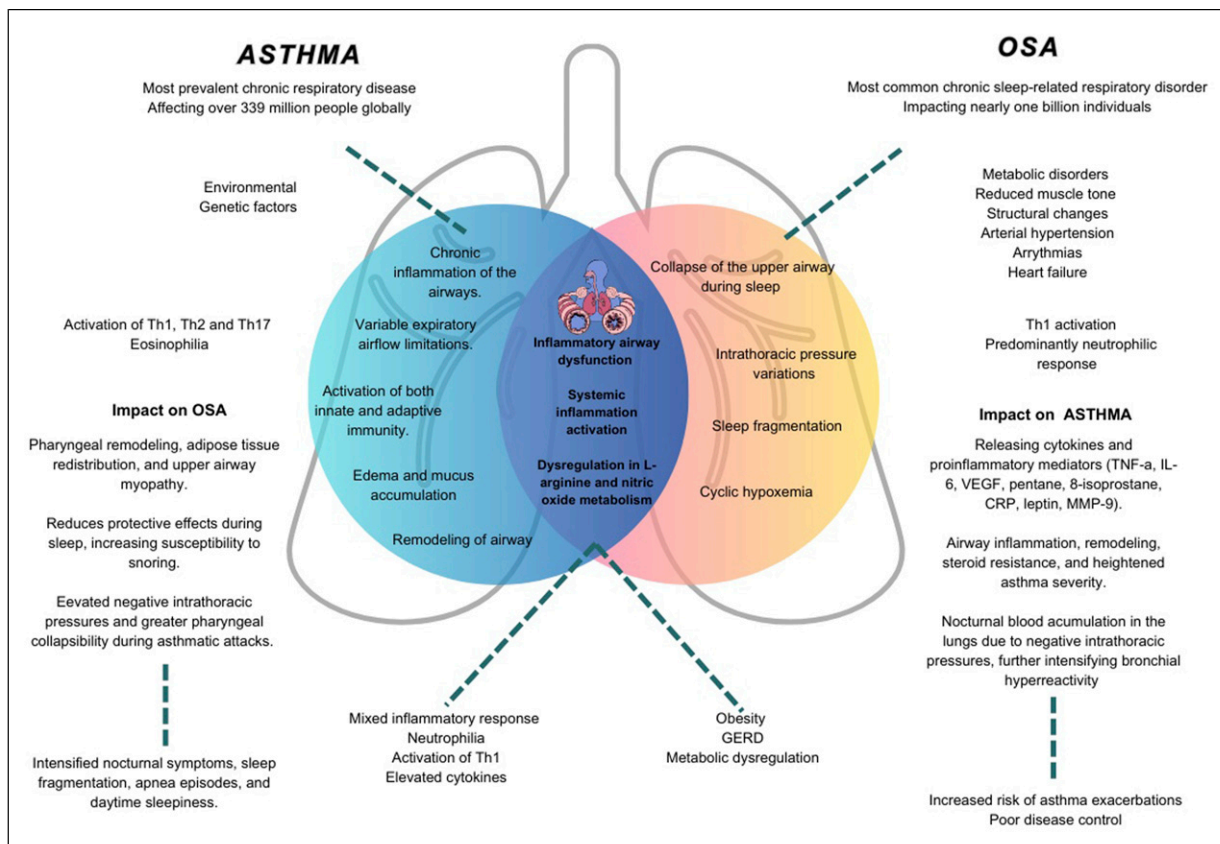 ASTHMA
Most prevalent chronic respiratory disease
Affecting over 339 million people globally
Environmental
Genetic factors
Activation of Th1, Th2 and Th17
Eosinophilia
Impact on OSA
Pharyngeal remodeling, adipose tissue
redistribution, and upper airway
myopathy.
Reduces protective effects during
sleep, increasing susceptibility to
snoring.
Eevated negative intrathoracic
pressures and greater pharyngeal
collapsibility during asthmatic attacks.
Intensified nocturnal symptoms, sleep
fragmentation, apnea episodes, and
daytime sleepiness.
Chronic
inflammation of the
airways.
Variable expiratory
airflow limitations.
Activation of both
innate and adaptive
immunity.
Edema and mucus
accumulation
Remodeling of airway
Inflammatory airway
dysfunction
Systemic
inflammation
activation
Dysregulation in L-
arginine and nitric
oxide metabolism
Mixed inflammatory response
Neutrophilia
Activation of Th1
Elevated cytokines
Obesity
GERD
Metabolic dysregulation
Collapse of the upper airway
during sleep
Intrathoracic pressure
variations
Sleep fragmentation
Cyclic hypoxemia
OSA
Most common chronic sleep-related respiratory disorder
Impacting nearly one billion individuals
Metabolic disorders
Reduced muscle tone
Structural changes
Arterial hypertension
Arrythmias
Heart failure
Th1 activation
Predominantly neutrophilic
response
Impact on ASTHMA
Releasing cytokines and
proinflammatory mediators (TNF-a, IL-
6, VEGF, pentane, 8-isoprostane,
CRP, leptin, MMP-9).
Airway inflammation, remodeling,
steroid resistance, and heightened
asthma severity.
Nocturnal blood acumulation in the
lungs due to negative intrathoracic
pressures, further intensifying bronchial
hyperreactivity
Increased risk of asthma exacerbations
Poor disease control